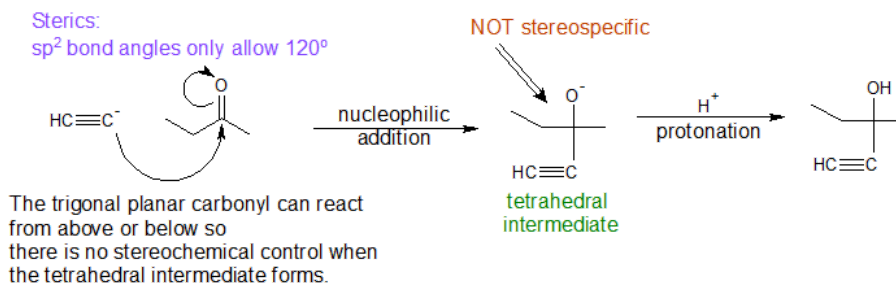 Sterics:
sp² bond angles only allow 120º
NOT stereospecific
O
HC≡C⁻
nucleophilic
addition
O⁻
HC≡C
tetrahedral
intermediate
H⁺
protonation
OH
HC≡C
The trigonal planar carbonyl can react
from above or below so
there is no stereochemical control when
the tetrahedral intermediate forms.